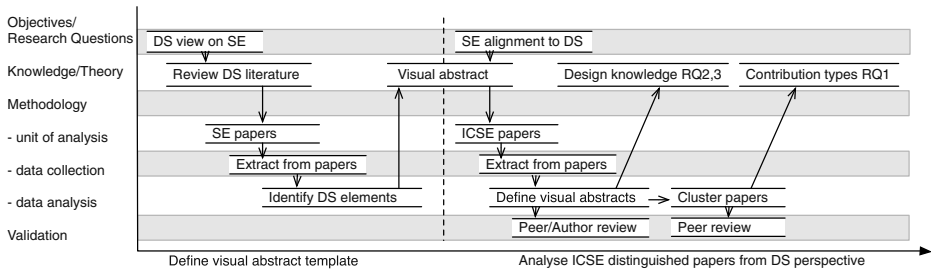 Objectives/
Research Questions
DS view on SE
SE alignment to DS
Knowledge/Theory
Review DS literature
Visual abstract
Design knowledge RQ2,3
Contribution types RQ1
Methodology
- unit of analysis
SE papers
ICSE papers
- data collection
Extract from papers
Extract from papers
- data analysis
Identify DS elements
Define visual abstracts
Cluster papers
Validation
Peer/Author review
Peer review
Define visual abstract template
Analyse ICSE distinguished papers from DS perspective